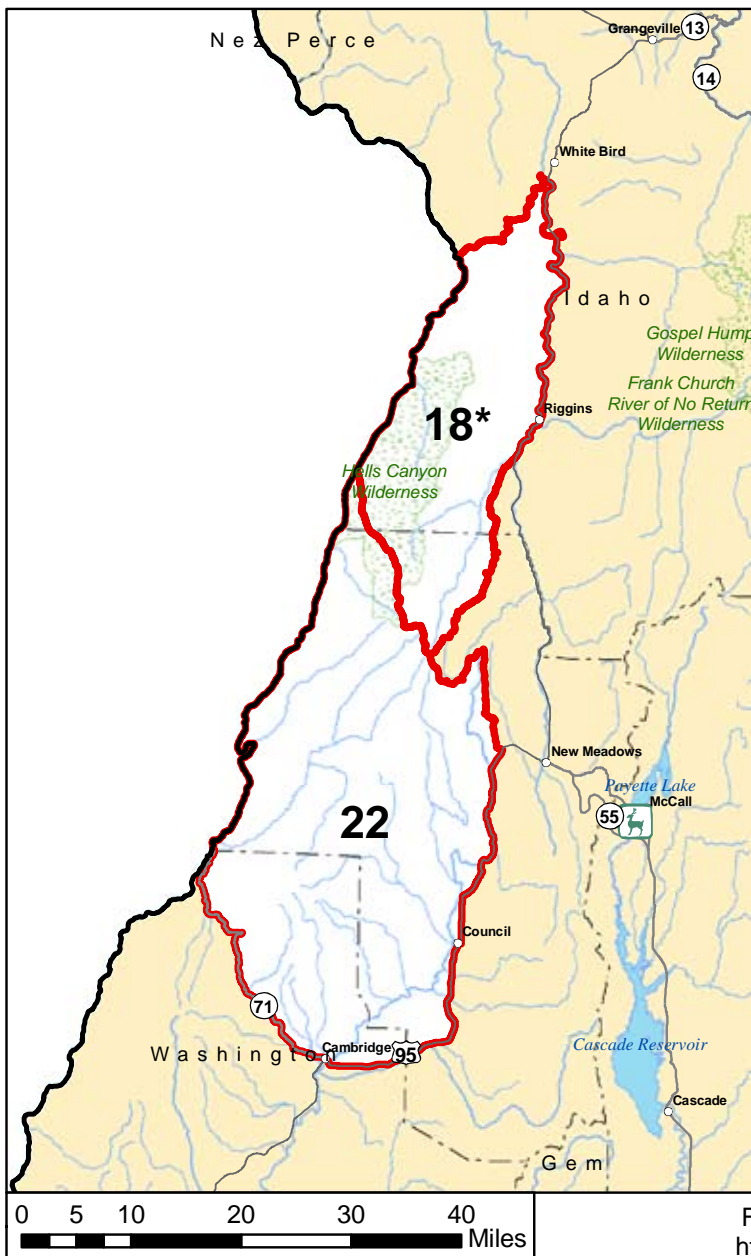 Nez Perce
Grangeville
13
14
White Bird
Idaho
Gospel Hump
Wilderness
Frank Church
River of No Return
Wilderness
18*
Riggins
Hells Canyon
Wilderness
New Meadows
Payette Lake
McCall
55
22
Council
71
Washington
Cambridge
95
Cascade Reservoir
Cascade
Gem
0 5 10 20 30 40
Miles